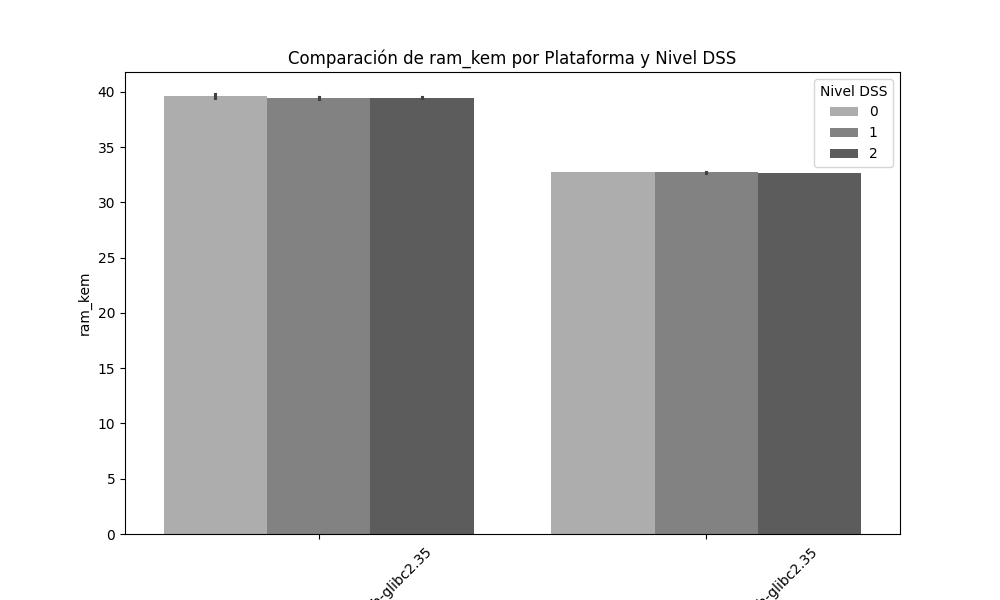 Comparación de ram_kem por Plataforma y Nivel DSS
Nivel DSS
0
1
2
40
35
30
25
20
15
10
5
0
ram_kem
-glibc2.35
-glibc2.35